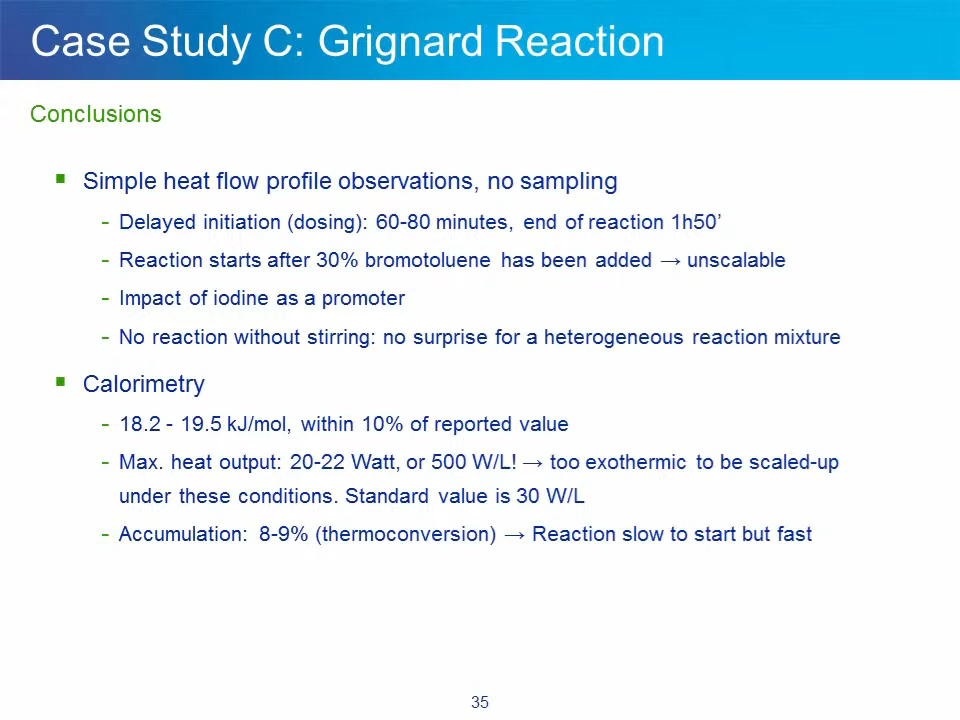 Case Study C: Grignard Reaction
Conclusions
▪ Simple heat flow profile observations, no sampling
- Delayed initiation (dosing): 60-80 minutes, end of reaction 1h50’
- Reaction starts after 30% bromotoluene has been added → unscalable
- Impact of iodine as a promoter
- No reaction without stirring: no surprise for a heterogeneous reaction mixture
▪ Calorimetry
- 18.2 - 19.5 kJ/mol, within 10% of reported value
- Max. heat output: 20-22 Watt, or 500 W/L! → too exothermic to be scaled-up
under these conditions. Standard value is 30 W/L
- Accumulation: 8-9% (thermoconversion) → Reaction slow to start but fast
35